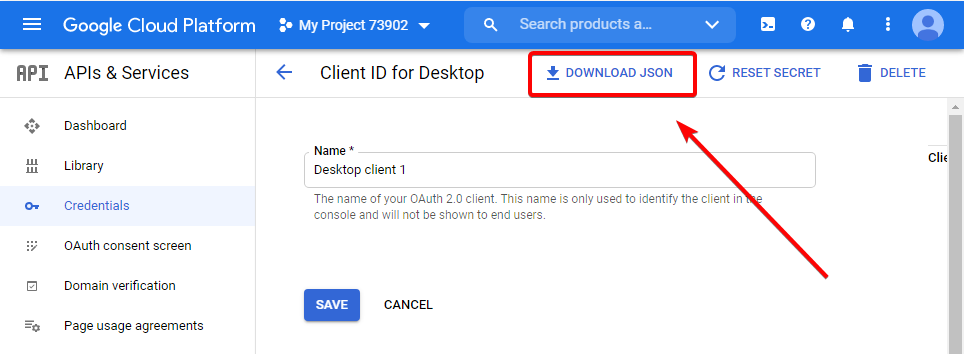 Google Cloud Platform My Project 73902 Search products a...
API APIs & Services Client ID for Desktop DOWNLOAD JSON RESET SECRET DELETE
Dashboard
Library
Credentials
OAuth consent screen
Domain verification
Page usage agreements
Name *
Desktop client 1
The name of your OAuth 2.0 client. This name is only used to identify the client in the
console and will not be shown to end users.
Clie
SAVE CANCEL